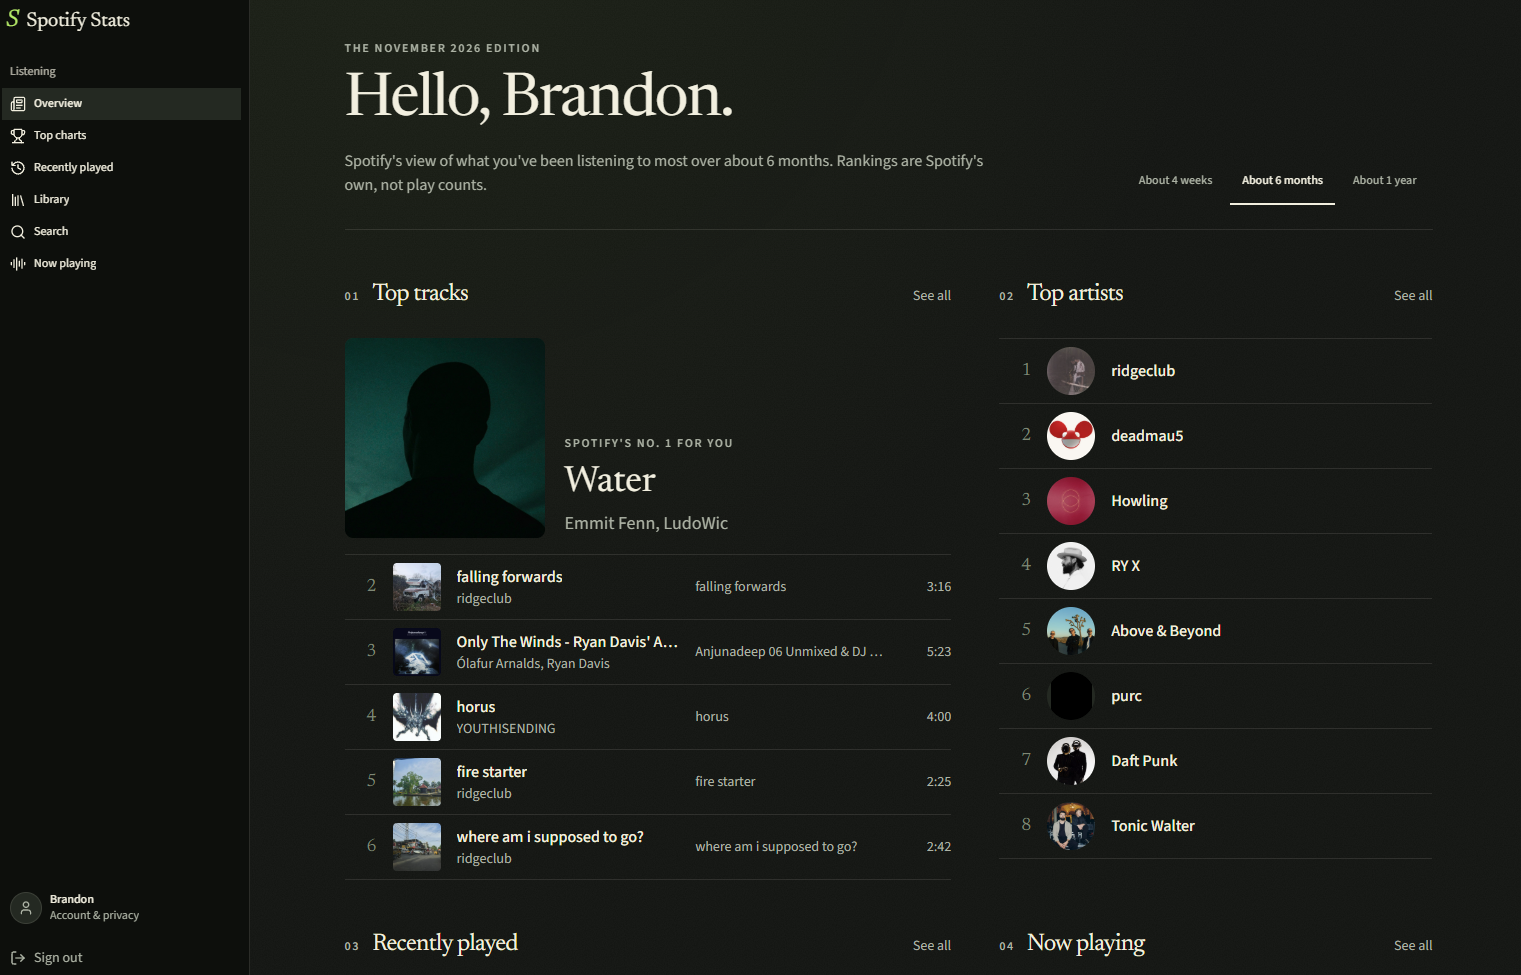 S Spotify Stats
Listening
Overview
Top charts
Recently played
Library
Search
Now playing
Brandon
Account & privacy
Sign out
THE NOVEMBER 2026 EDITION
Hello, Brandon.
Spotify's view of what you've been listening to most over about 6 months. Rankings are Spotify's
own, not play counts.
About 4 weeks About 6 months About 1 year
01 Top tracks See all
SPOTIFY'S NO. 1 FOR YOU
Water
Emmit Fenn, LudoWic
2 falling forwards falling forwards 3:16
ridgeclub
3 Only The Winds - Ryan Davis' A... Anjunadeep 06 Unmixed & DJ ... 5:23
Ólafur Arnalds, Ryan Davis
4 horus horus 4:00
YOUTHISENDING
5 fire starter fire starter 2:25
ridgeclub
6 where am i supposed to go? where am i supposed to go? 2:42
ridgeclub
02 Top artists See all
1 ridgeclub
2 deadmau5
3 Howling
4 RY X
5 Above & Beyond
6 purc
7 Daft Punk
8 Tonic Walter
03 Recently played See all
04 Now playing See all